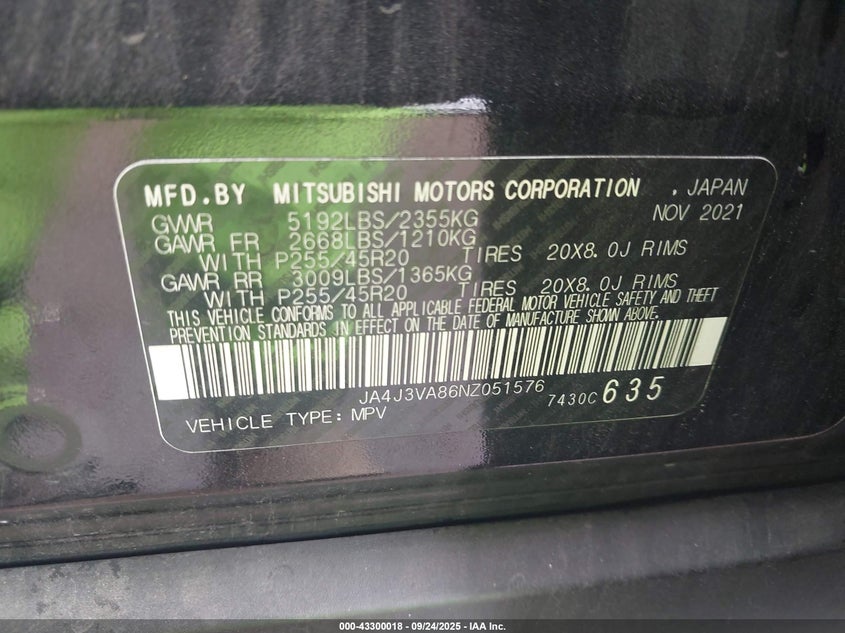 MFD.BY MITSUBISHI MOTORS CORPORATION , JAPAN
NOV 2021
GVWR 5192LBS/2355KG
GAWR FR 2668LBS/1210KG
WITH P255/45R20 TIRES 20X8.0J RIMS
GAWR RR 3009LBS/1365KG
WITH P255/45R20 TIRES 20X8.0J RIMS
THIS VEHICLE CONFORMS TO ALL APPLICABLE FEDERAL MOTOR VEHICLE SAFETY AND THEFT
PREVENTION STANDARDS IN EFFECT ON THE DATE OF MANUFACTURE SHOWN ABOVE.
JA4J3VA86NZ051576
7430C 635
VEHICLE TYPE: MPV
000-43300018 - 09/24/2025 - IAA Inc.